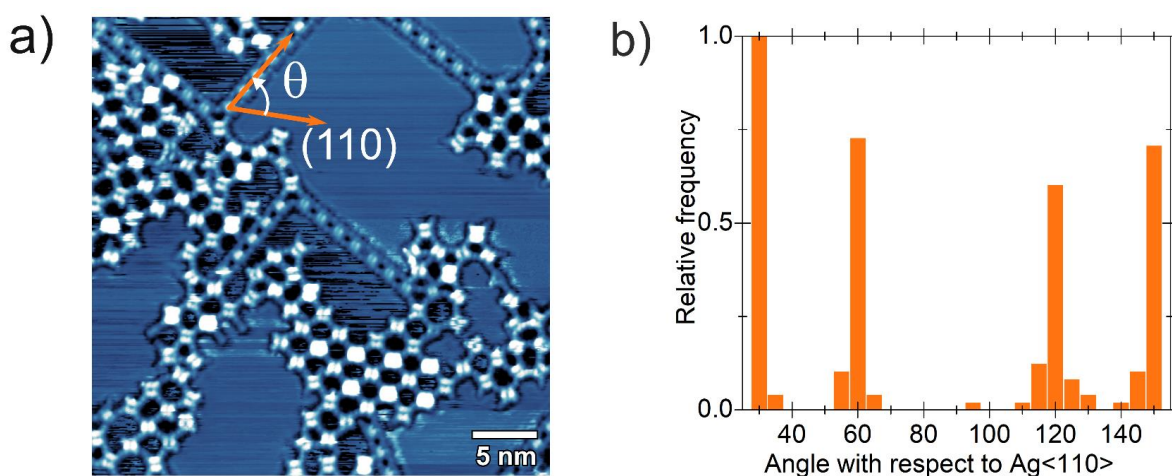 a)
θ
(110)
5 nm
b)
Relative frequency
1.0
0.5
0.0
40 60 80 100 120 140
Angle with respect to Ag<110>